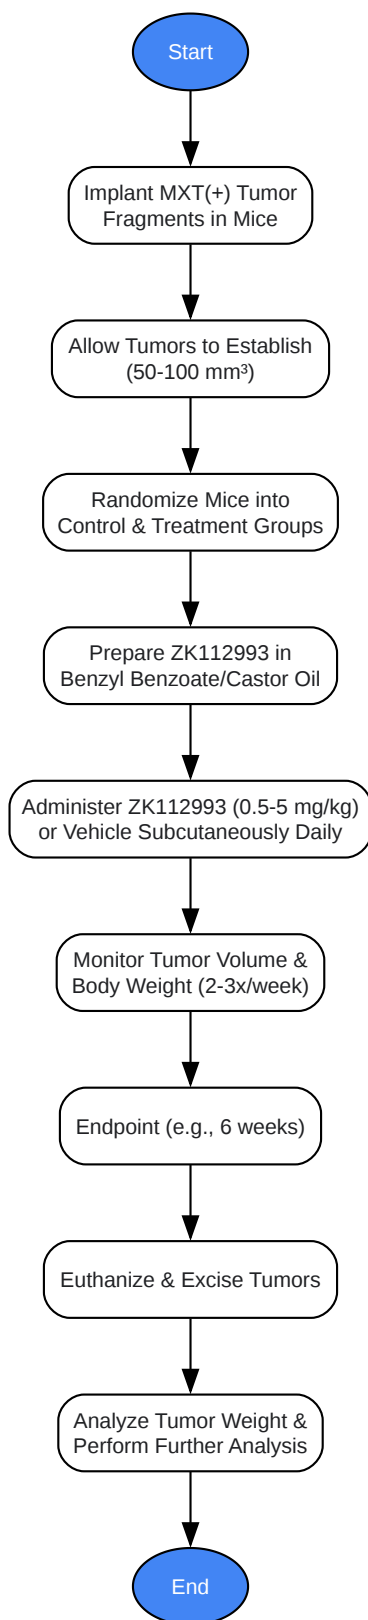 Start
Implant MXT(+) Tumor
Fragments in Mice
Allow Tumors to Establish
(50-100 mm³)
Randomize Mice into
Control & Treatment Groups
Prepare ZK112993 in
Benzyl Benzoate/Castor Oil
Administer ZK112993 (0.5-5 mg/kg)
or Vehicle Subcutaneously Daily
Monitor Tumor Volume &
Body Weight (2-3x/week)
Endpoint (e.g., 6 weeks)
Euthanize & Excise Tumors
Analyze Tumor Weight &
Perform Further Analysis
End